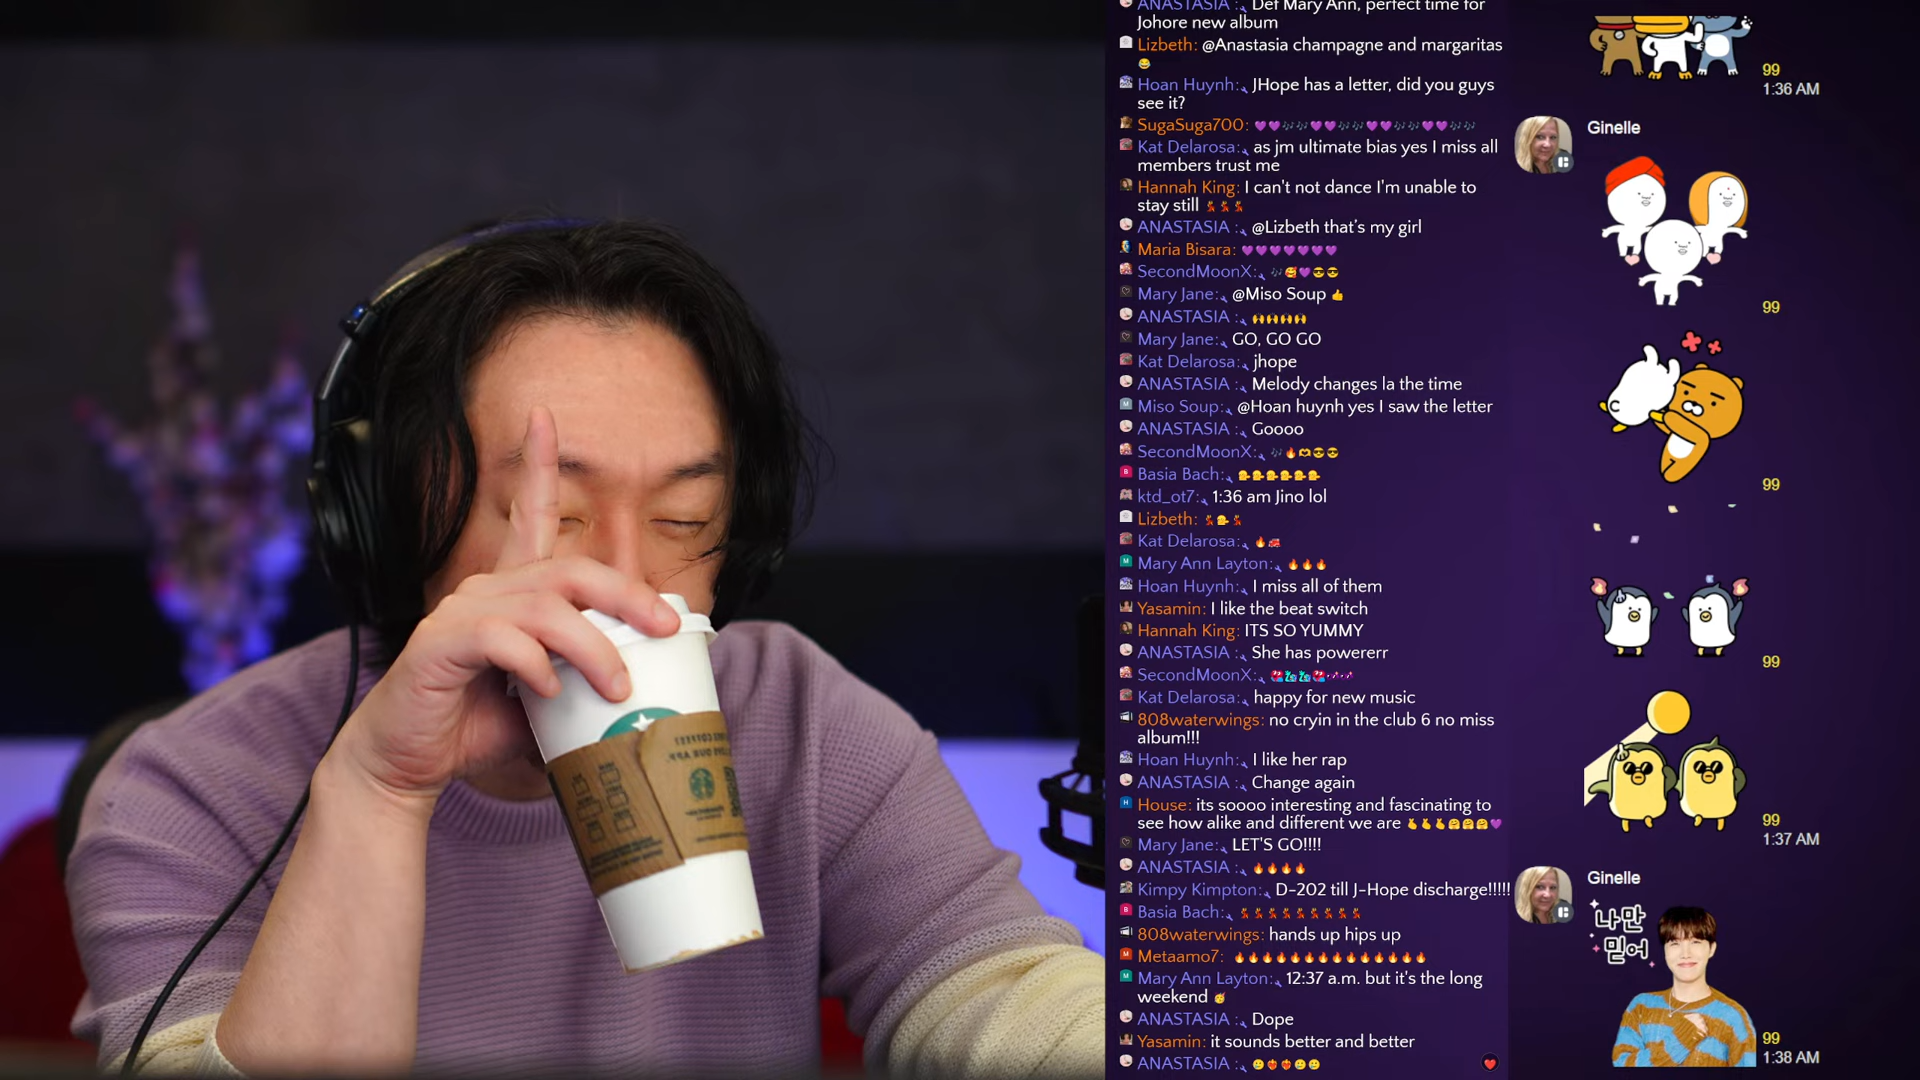 ANASTASIA : Def Mary Ann, perfect time for
Johore new album
Lizbeth: @Anastasia champagne and margaritas
😂
Hoan Huynh: JHope has a letter, did you guys
see it?
SugaSuga700: 💜💜🎶🎶💜💜🎶🎶💜💜🎶🎶💜💜🎶🎶
Kat Delarosa: as jm ultimate bias yes I miss all
members trust me
Hannah King: I can't not dance I'm unable to
stay still 💃💃💃
ANASTASIA : @Lizbeth that's my girl
Maria Bisara: 💜💜💜💜💜💜💜
SecondMoonX: 🎶🥰💜😎😎
Mary Jane: @Miso Soup 👍
ANASTASIA : 🙌🙌🙌🙌
Mary Jane: GO, GO GO
Kat Delarosa: jhope
ANASTASIA : Melody changes la the time
Miso Soup: @Hoan huynh yes I saw the letter
ANASTASIA : Goooo
SecondMoonX: 🎶🔥🫶😎😎
Basia Bach:
ktd_ot7: 1:36 am Jino lol
Lizbeth:
Kat Delarosa: 🔥🚒
Mary Ann Layton: 🔥🔥🔥
Hoan Huynh: I miss all of them
Yasamin: I like the beat switch
Hannah King: ITS SO YUMMY
ANASTASIA : She has powererr
SecondMoonX:
Kat Delarosa: happy for new music
808waterwings: no cryin in the club 6 no miss
album!!!
Hoan Huynh: I like her rap
ANASTASIA : Change again
House: its soooo interesting and fascinating to
see how alike and different we are
Mary Jane: LET'S GO!!!!
ANASTASIA : 🔥🔥🔥🔥
Kimpy Kimpton: D-202 till J-Hope discharge!!!!!
Basia Bach: 💃💃💃💃💃💃💃💃💃
808waterwings: hands up hips up
Metaamo7: 🔥🔥🔥🔥🔥🔥🔥🔥🔥🔥🔥🔥🔥🔥
Mary Ann Layton: 12:37 a.m. but it's the long
weekend 🥳
ANASTASIA : Dope
Yasamin: it sounds better and better
ANASTASIA :
99
1:36 AM
Ginelle
99
99
99
99
1:37 AM
Ginelle
나만
믿어
99
1:38 AM